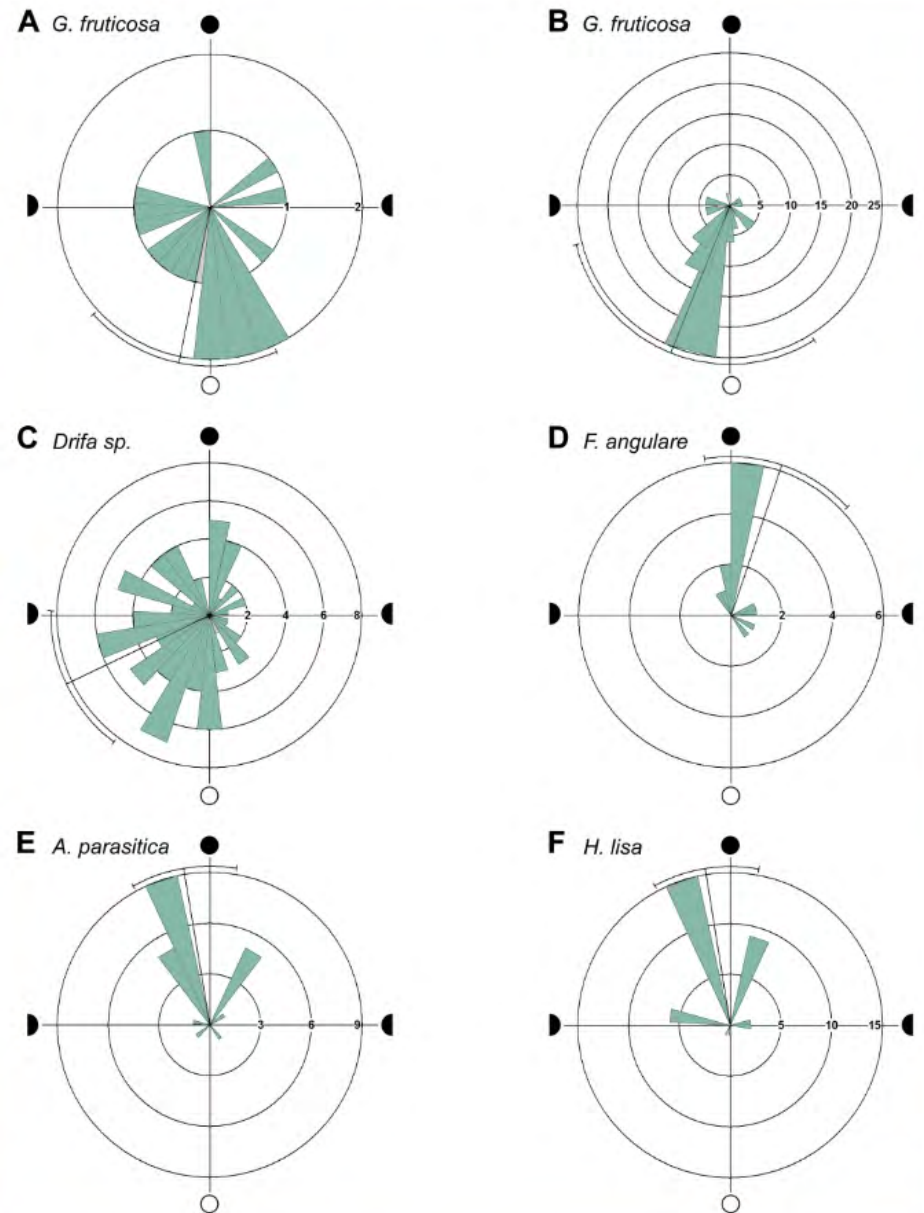 A G. fruticosa
B G. fruticosa
1 2
5 10 15 20 25
C Drifa sp.
D F. angulare
2 4 6 8
2 4 6
E A. parasitica
F H. lisa
3 6 9
5 10 15